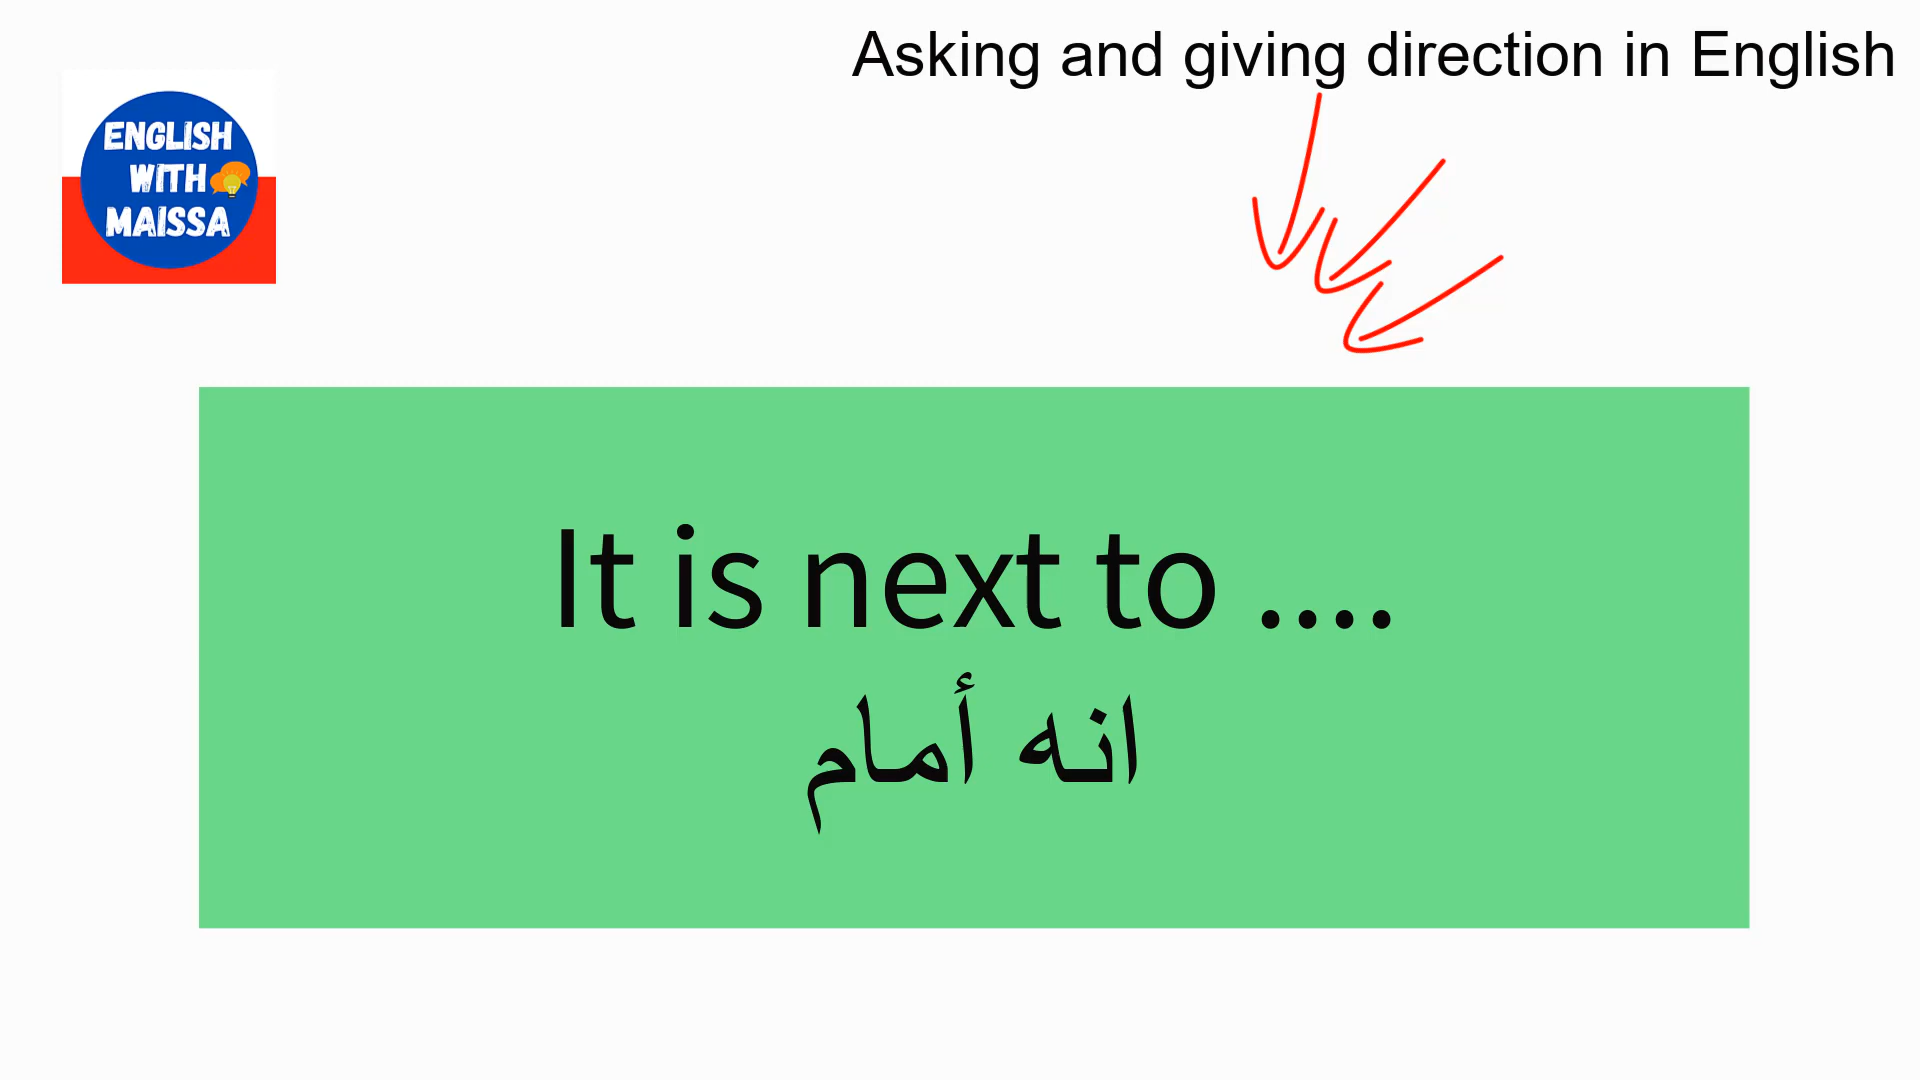 Asking and giving direction in English
ENGLISH
WITH
MAISSA
It is next to ....
انه أمام